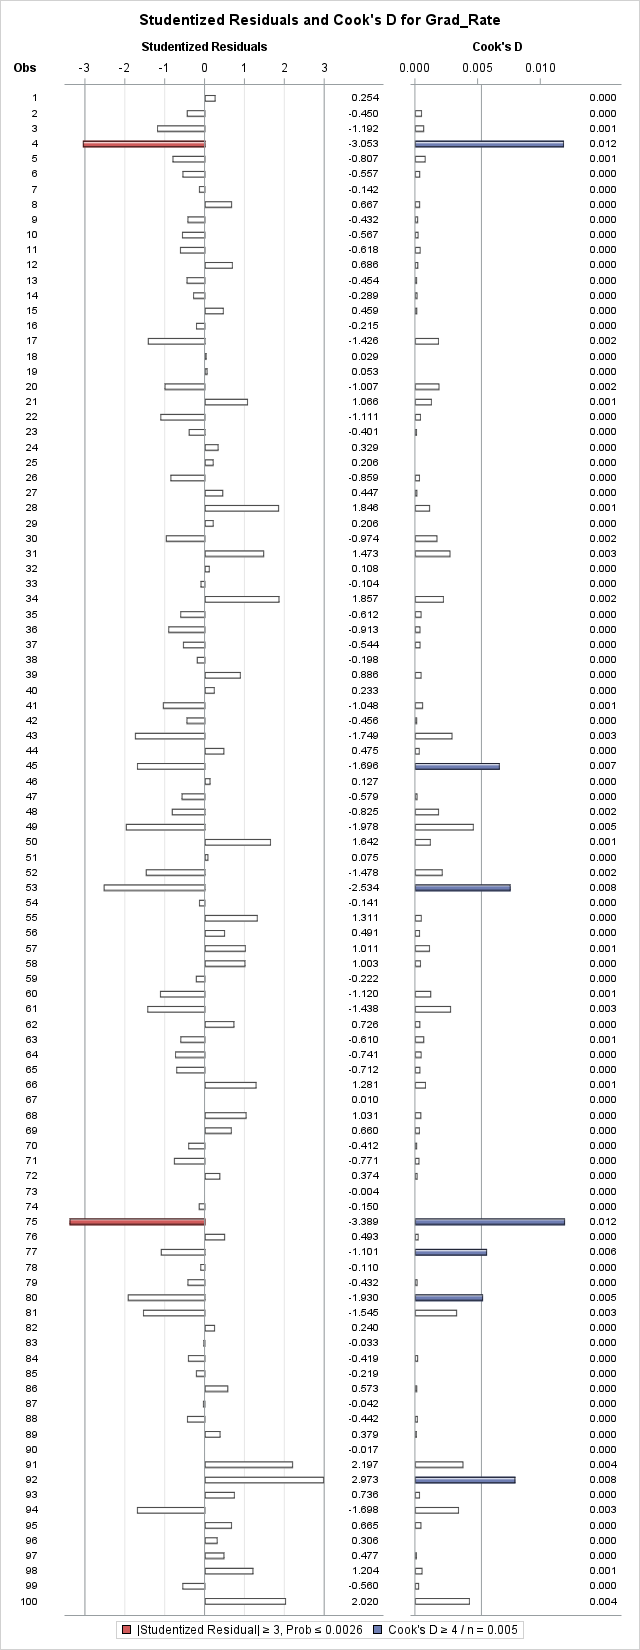 Studentized Residuals and Cook's D for Grad_Rate
Studentized Residuals Cook's D
Obs -3 -2 -1 0 1 2 3 0.000 0.005 0.010
1 0.254 0.000
2 -0.450 0.000
3 -1.192 0.001
4 -3.053 0.012
5 -0.807 0.001
6 -0.557 0.000
7 -0.142 0.000
8 0.667 0.000
9 -0.432 0.000
10 -0.567 0.000
11 -0.618 0.000
12 0.686 0.000
13 -0.454 0.000
14 -0.289 0.000
15 0.459 0.000
16 -0.215 0.000
17 -1.426 0.002
18 0.029 0.000
19 0.053 0.000
20 -1.007 0.002
21 1.066 0.001
22 -1.111 0.000
23 -0.401 0.000
24 0.329 0.000
25 0.206 0.000
26 -0.859 0.000
27 0.447 0.000
28 1.846 0.001
29 0.206 0.000
30 -0.974 0.002
31 1.473 0.003
32 0.108 0.000
33 -0.104 0.000
34 1.857 0.002
35 -0.612 0.000
36 -0.913 0.000
37 -0.544 0.000
38 -0.198 0.000
39 0.886 0.000
40 0.233 0.000
41 -1.048 0.001
42 -0.456 0.000
43 -1.749 0.003
44 0.475 0.000
45 -1.696 0.007
46 0.127 0.000
47 -0.579 0.000
48 -0.825 0.002
49 -1.978 0.005
50 1.642 0.001
51 0.075 0.000
52 -1.478 0.002
53 -2.534 0.008
54 -0.141 0.000
55 1.311 0.000
56 0.491 0.000
57 1.011 0.001
58 1.003 0.000
59 -0.222 0.000
60 -1.120 0.001
61 -1.438 0.003
62 0.726 0.000
63 -0.610 0.001
64 -0.741 0.000
65 -0.712 0.000
66 1.281 0.001
67 0.010 0.000
68 1.031 0.000
69 0.660 0.000
70 -0.412 0.000
71 -0.771 0.000
72 0.374 0.000
73 -0.004 0.000
74 -0.150 0.000
75 -3.389 0.012
76 0.493 0.000
77 -1.101 0.006
78 -0.110 0.000
79 -0.432 0.000
80 -1.930 0.005
81 -1.545 0.003
82 0.240 0.000
83 -0.033 0.000
84 -0.419 0.000
85 -0.219 0.000
86 0.573 0.000
87 -0.042 0.000
88 -0.442 0.000
89 0.379 0.000
90 -0.017 0.000
91 2.197 0.004
92 2.973 0.008
93 0.736 0.000
94 -1.698 0.003
95 0.665 0.000
96 0.306 0.000
97 0.477 0.000
98 1.204 0.001
99 -0.560 0.000
100 2.020 0.004
|Studentized Residual| ≥ 3, Prob ≤ 0.0026 Cook's D ≥ 4 / n = 0.005